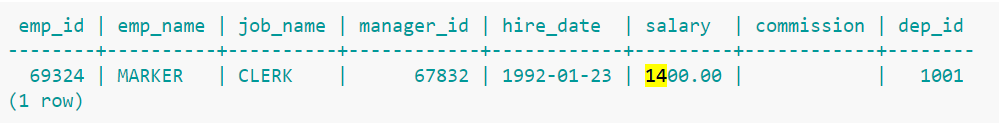 emp_id | emp_name | job_name | manager_id | hire_date  | salary  | commission | dep_id
--------+----------+----------+------------+------------+---------+------------+--------
  69324 | MARKER   | CLERK    |      67832 | 1992-01-23 | 1400.00 |            |   1001
(1 row)